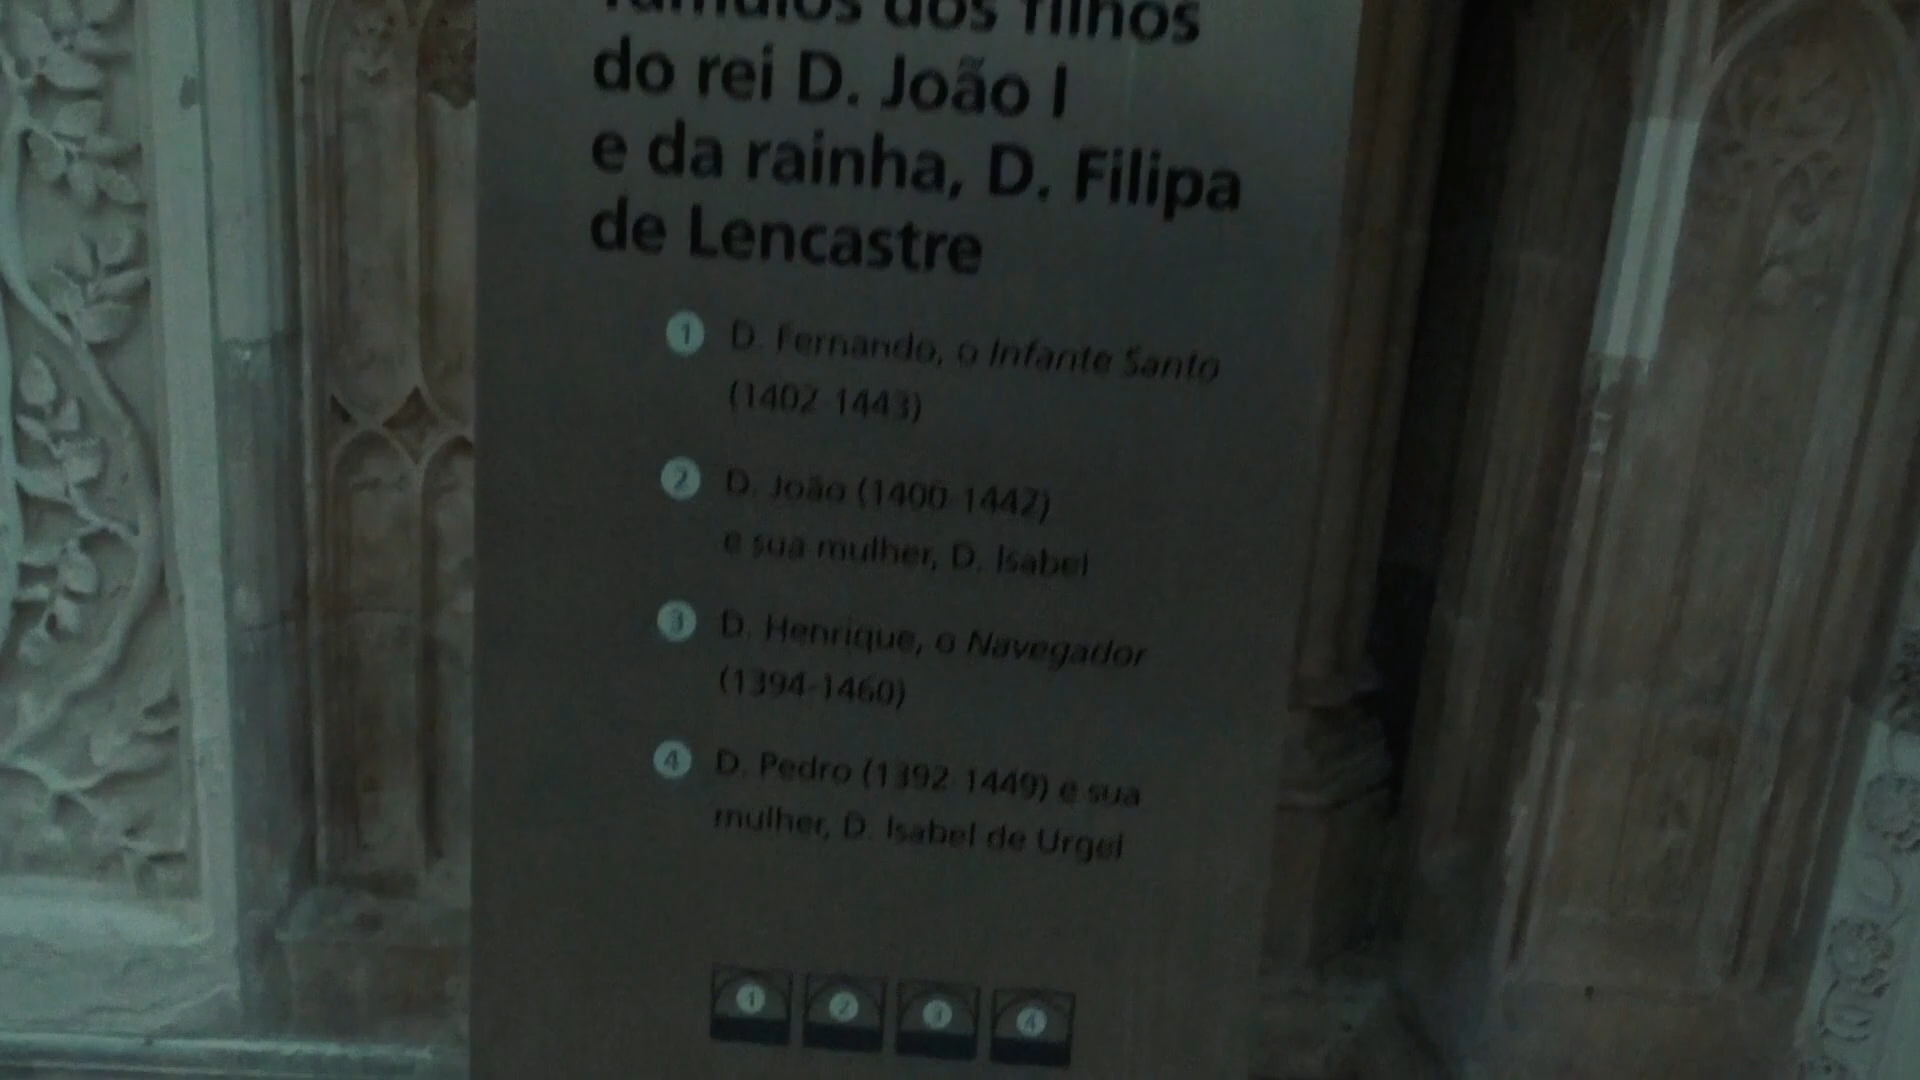 Túmulos dos filhos
do rei D. João I
e da rainha, D. Filipa
de Lencastre
1 D. Fernando, o Infante Santo
(1402-1443)
2 D. João (1400-1442)
e sua mulher, D. Isabel
3 D. Henrique, o Navegador
(1394-1460)
4 D. Pedro (1392-1449) e sua
mulher, D. Isabel de Urgel
1 2 3 4